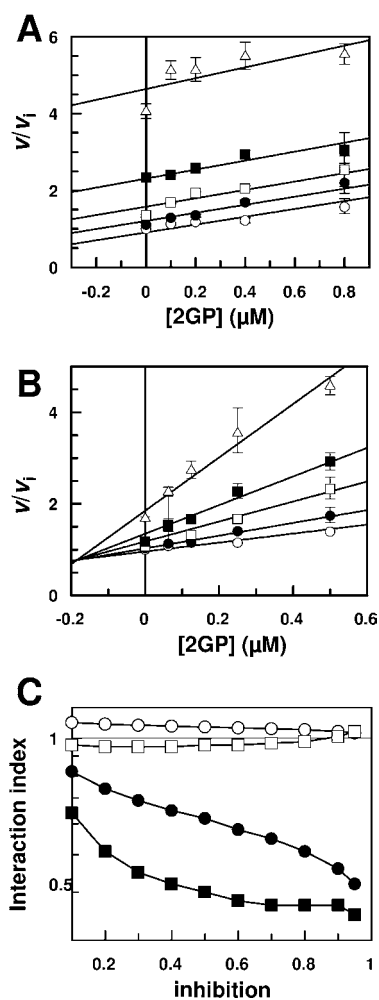 A
6
4
2
0
v/vi
-0.2 0 0.2 0.4 0.6 0.8
[2GP] (µM)
B
4
2
0
v/vi
-0.2 0 0.2 0.4 0.6
[2GP] (µM)
C
1
0.5
Interaction index
0.2 0.4 0.6 0.8 1
inhibition